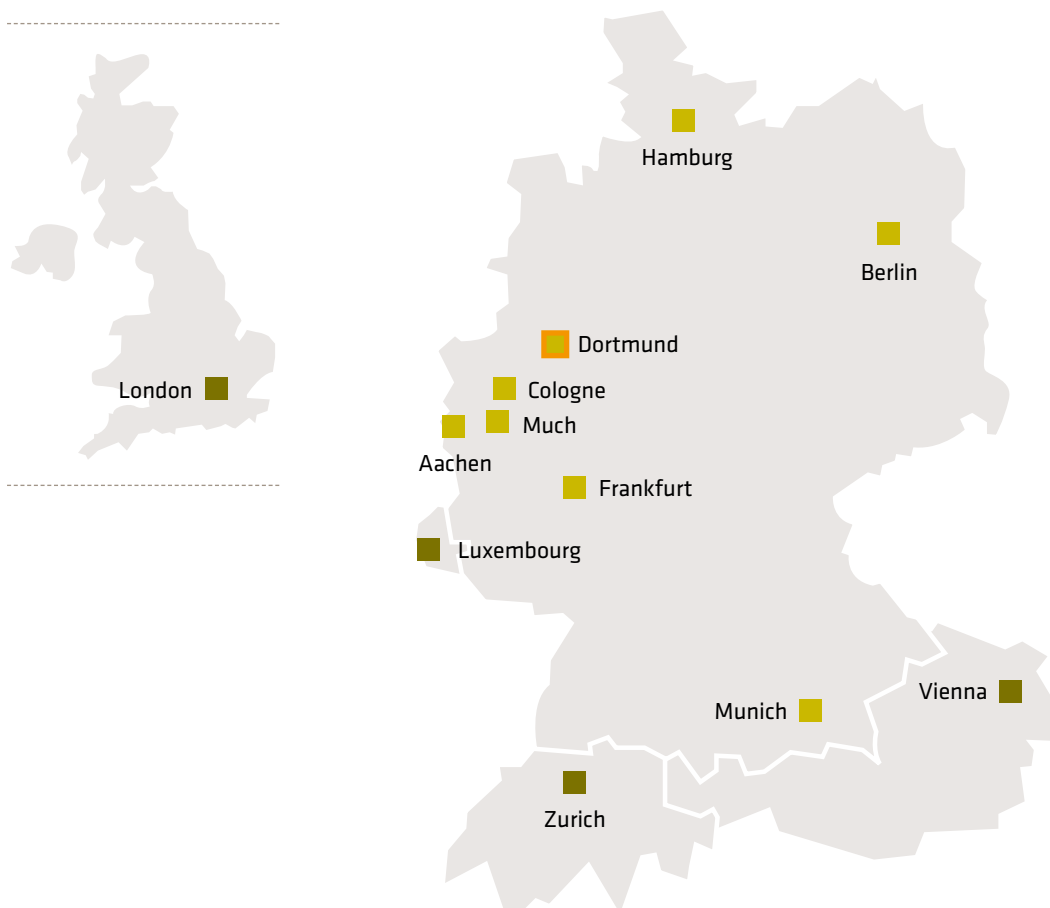 Hamburg
Berlin
Dortmund
London
Cologne
Much
Aachen
Frankfurt
Luxembourg
Vienna
Munich
Zurich